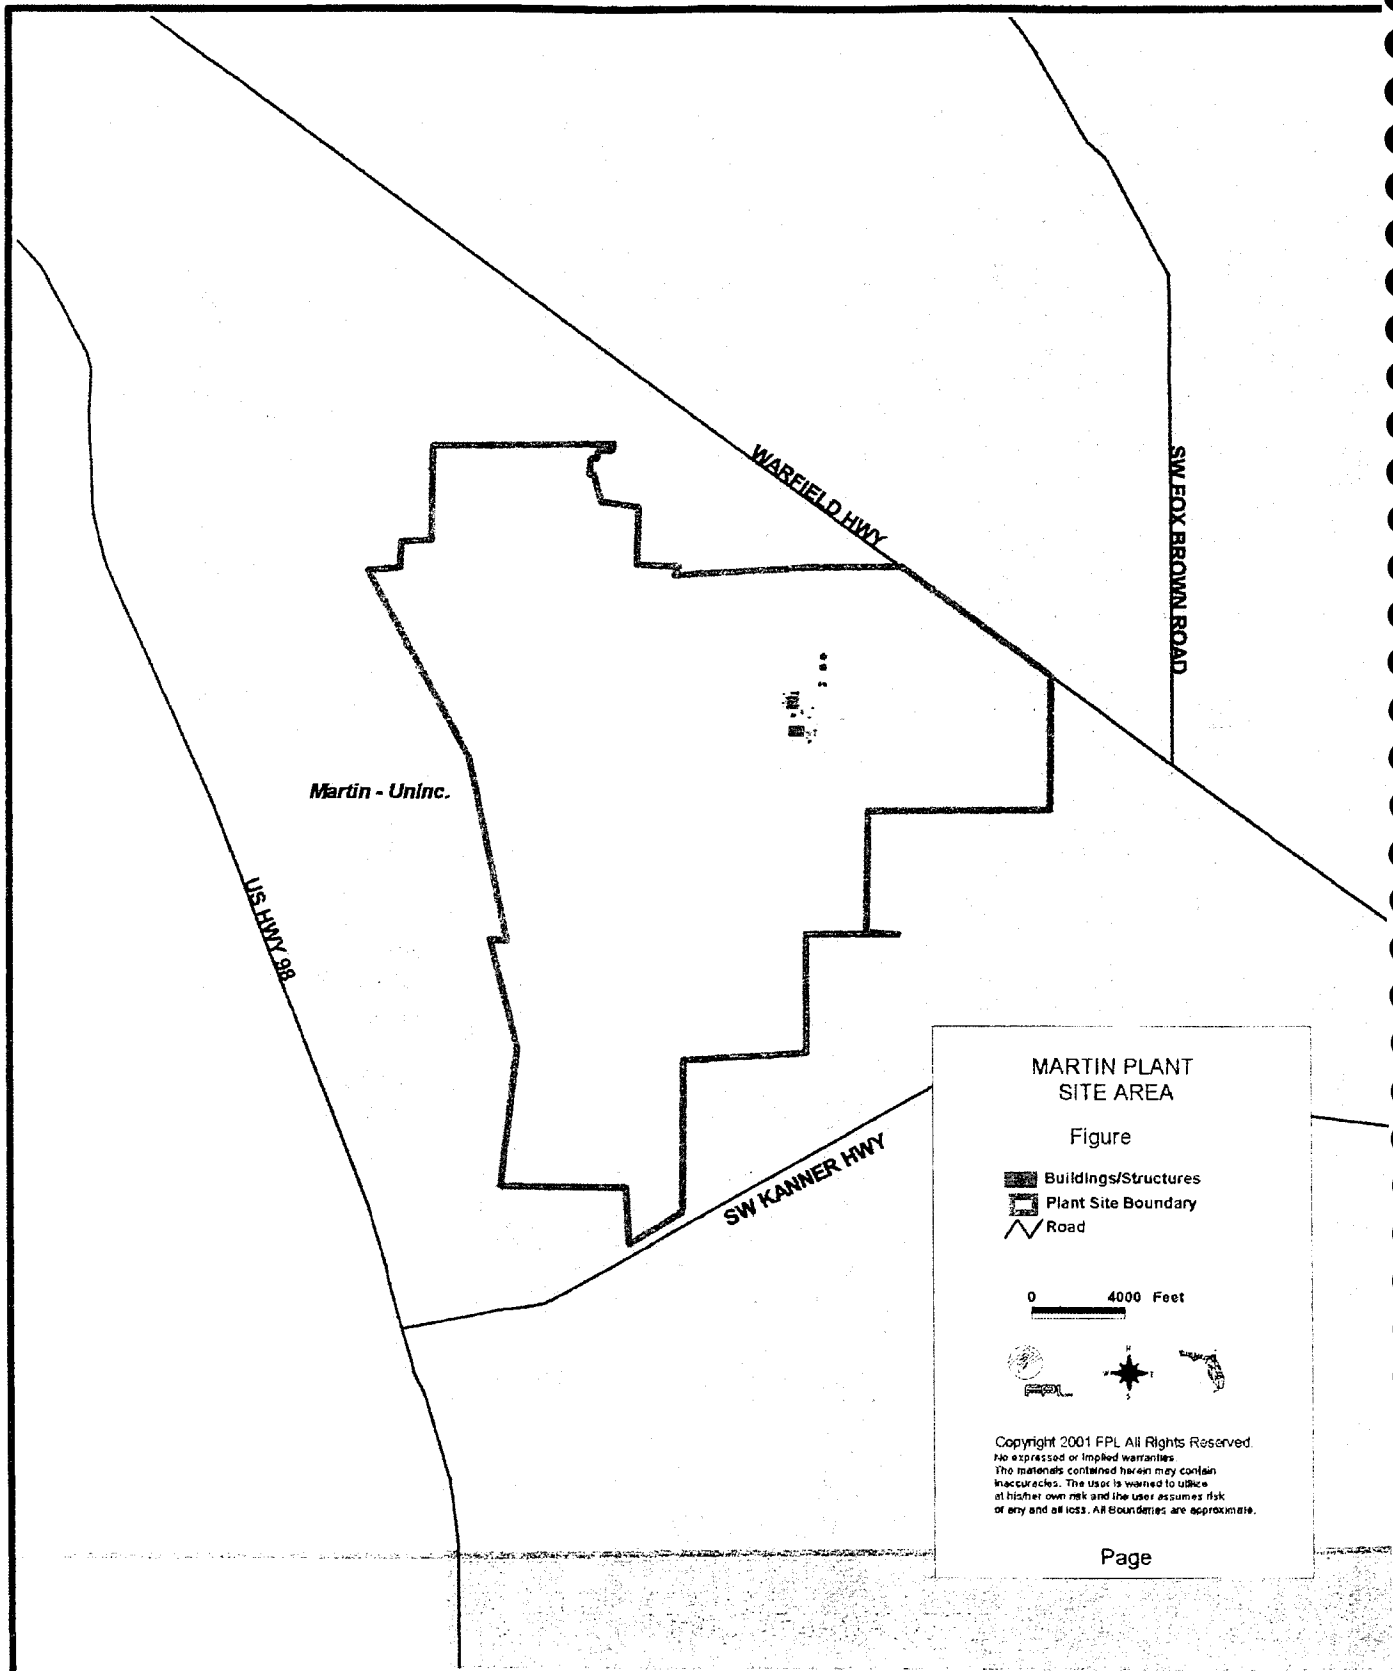 WARFIELD HWY
SW FOX BROWN ROAD
Martin - Uninc.
US HWY 98
SW KANNER HWY
MARTIN PLANT
SITE AREA
Figure
Buildings/Structures
Plant Site Boundary
Road
0 4000 Feet
N
W E
S
FPL
Copyright 2001 FPL All Rights Reserved.
No expressed or implied warranties.
The materials contained herein may contain
inaccuracies. The user is warned to utilize
at his/her own risk and the user assumes risk
of any and all loss. All Boundaries are approximate.
Page